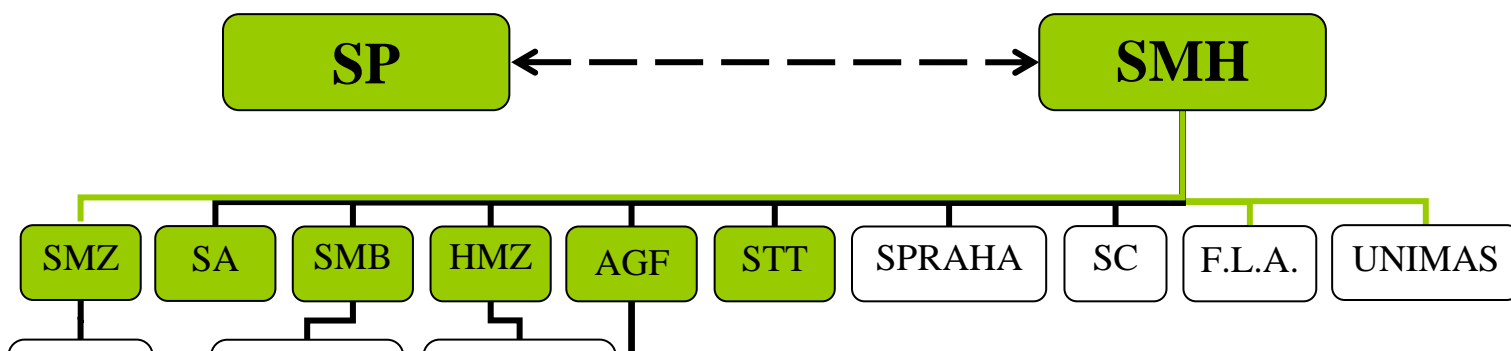 SP
SMH
SMZ
SA
SMB
HMZ
AGF
STT
SPRAHA
SC
F.L.A.
UNIMAS